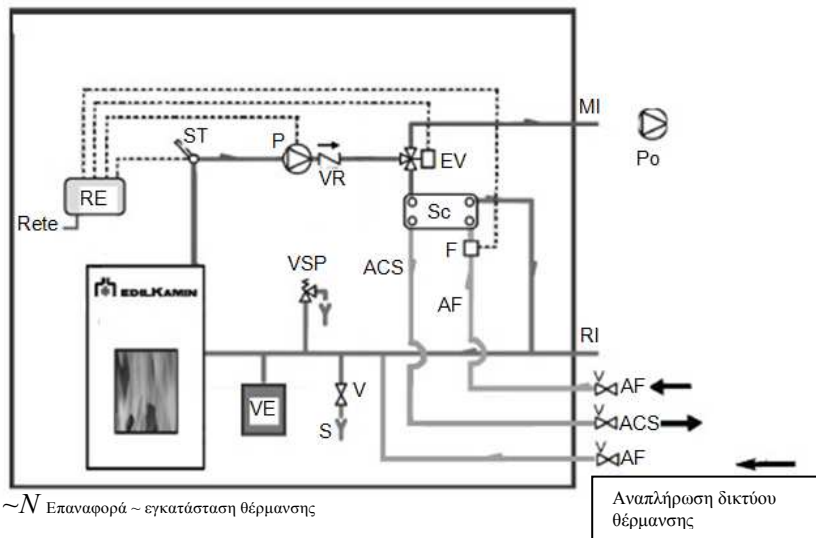 MI
ST
P
Po
VR
EV
RE
Sc
Rete
VSP
ACS
F
EDILKAMIN
AF
RI
V
AF
VE
V
V
ACS
S
V
AF
~N Επαναφορά ~ εγκατάσταση θέρμανσης
Αναπλήρωση δικτύου
θέρμανσης